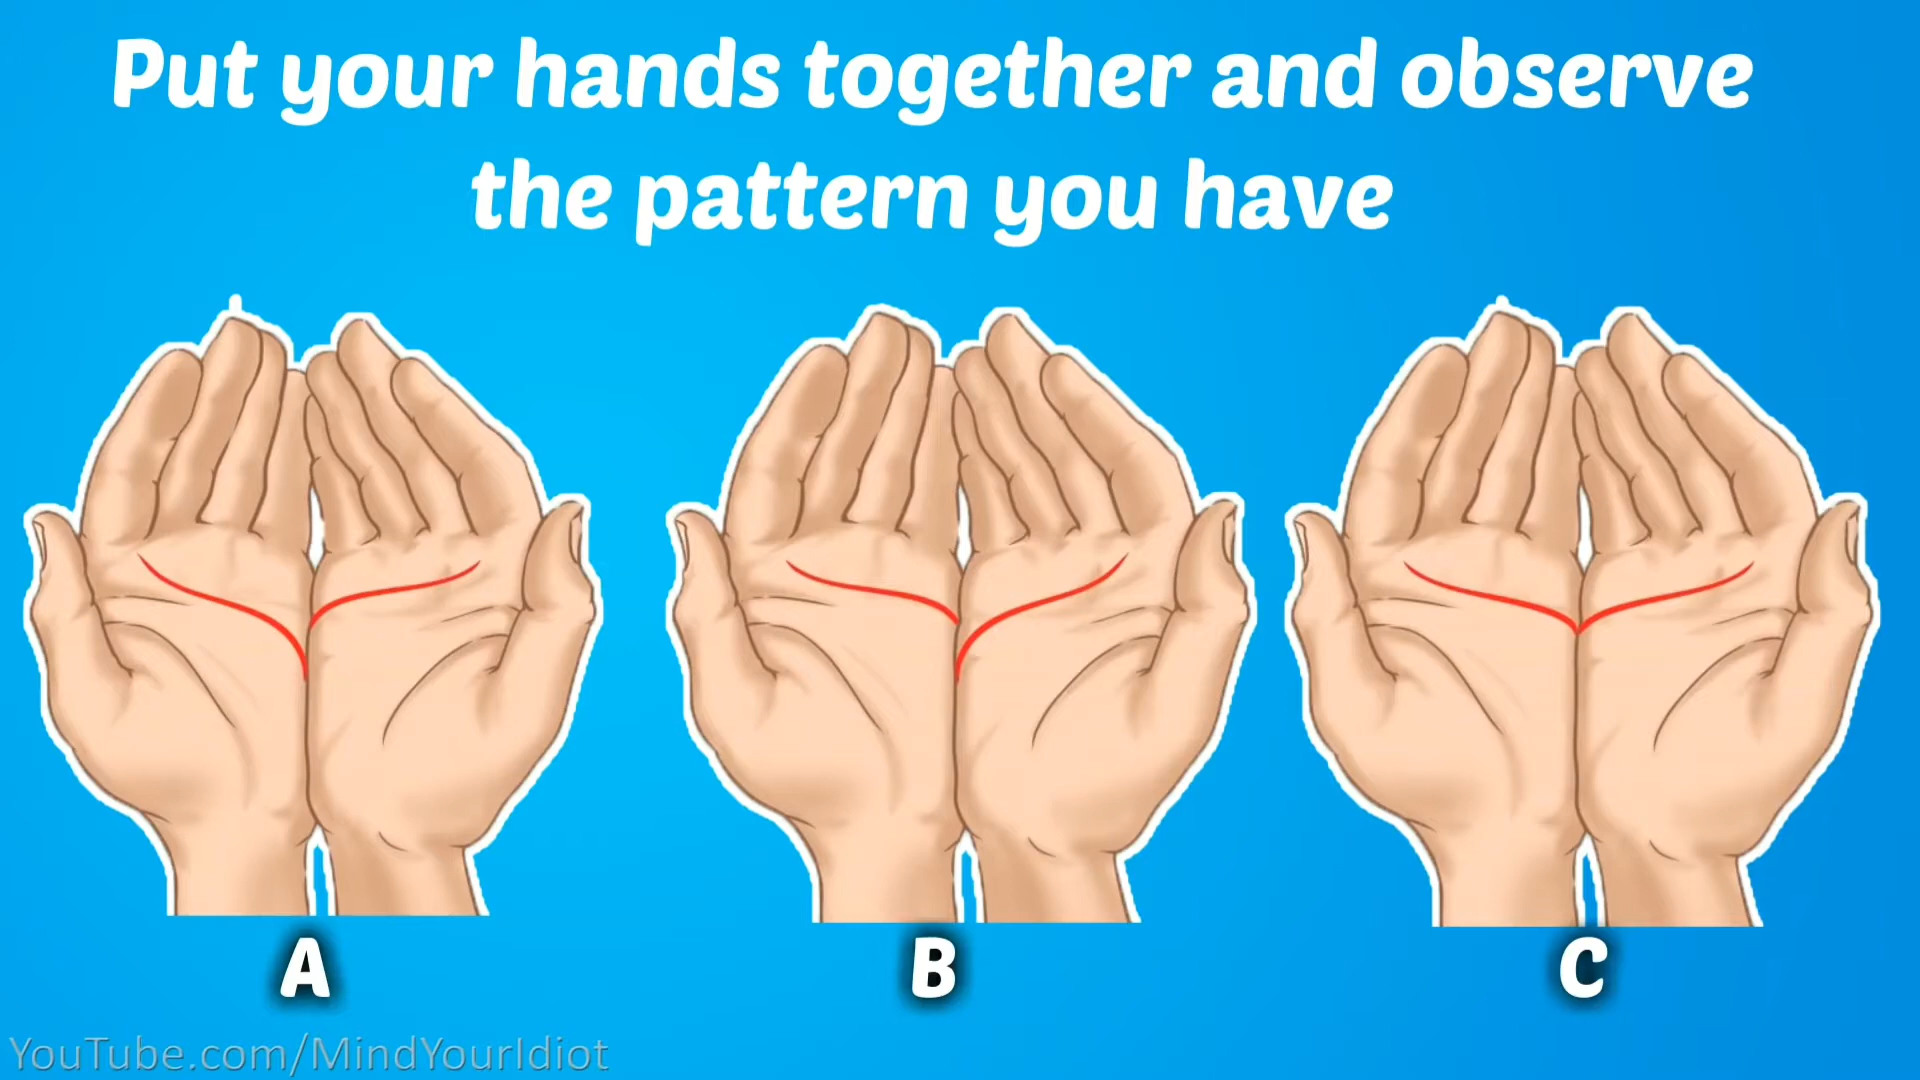 Put your hands together and observe
the pattern you have
A
B
C
YouTube.com/MindYourIdiot